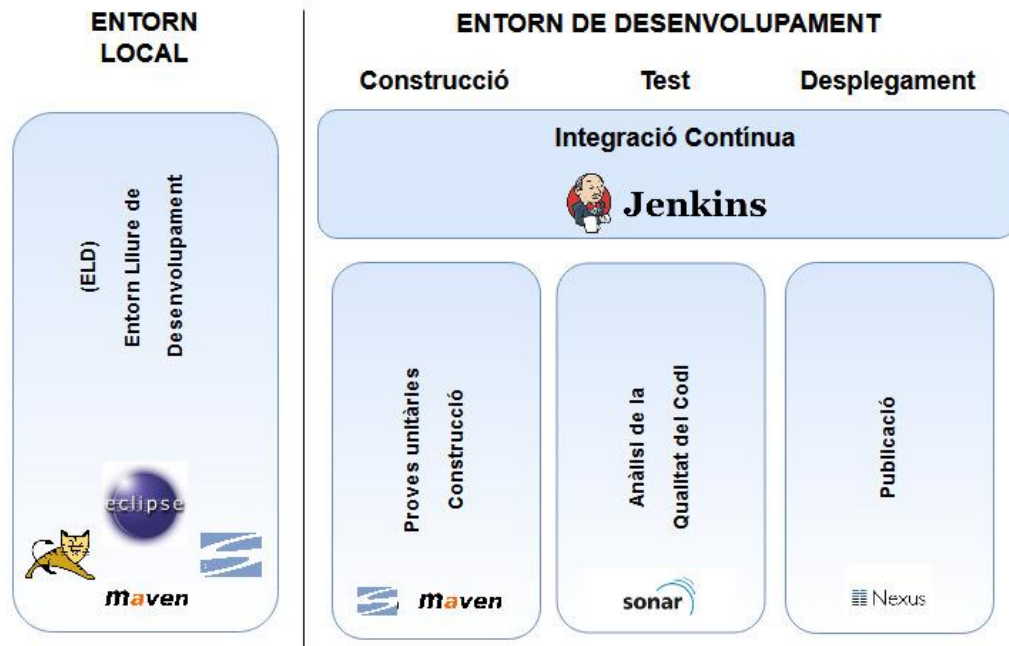 ENTORN
LOCAL
ENTORN DE DESENVOLUPAMENT
Construcció
Test
Desplegament
Integració Contínua
Jenkins
(ELD)
Entorn Lliure de
Desenvolupament
eclipse
maven
Proves unitàries
Construcció
maven
Anàlisi de la
Qualitat del Codi
sonar
Publicació
Nexus